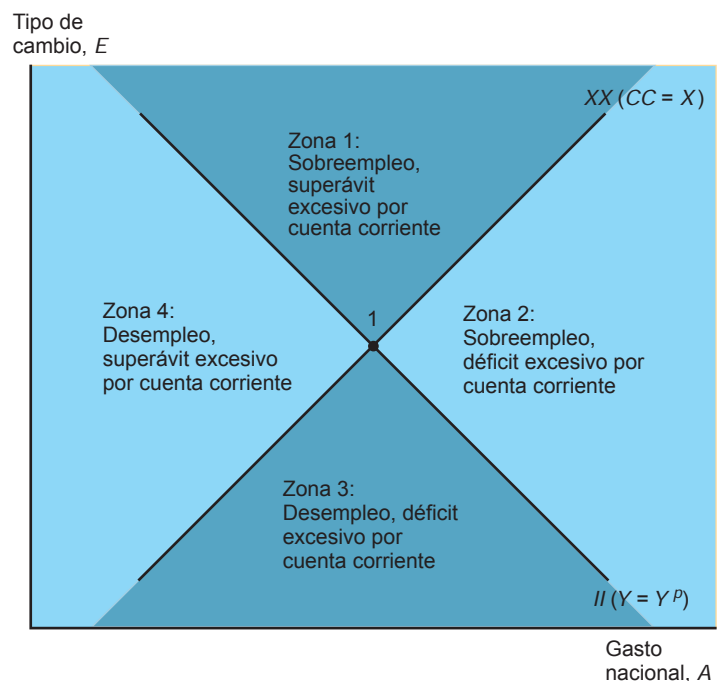 Tipo de
cambio, E
XX (CC = X)
Zona 1:
Sobreempleo,
superávit
excesivo por
cuenta corriente
Zona 4:
Desempleo,
superávit excesivo
por cuenta corriente
1
Zona 2:
Sobreempleo,
déficit excesivo por
cuenta corriente
Zona 3:
Desempleo, déficit
excesivo por
cuenta corriente
II (Y = Y^p)
Gasto
nacional, A